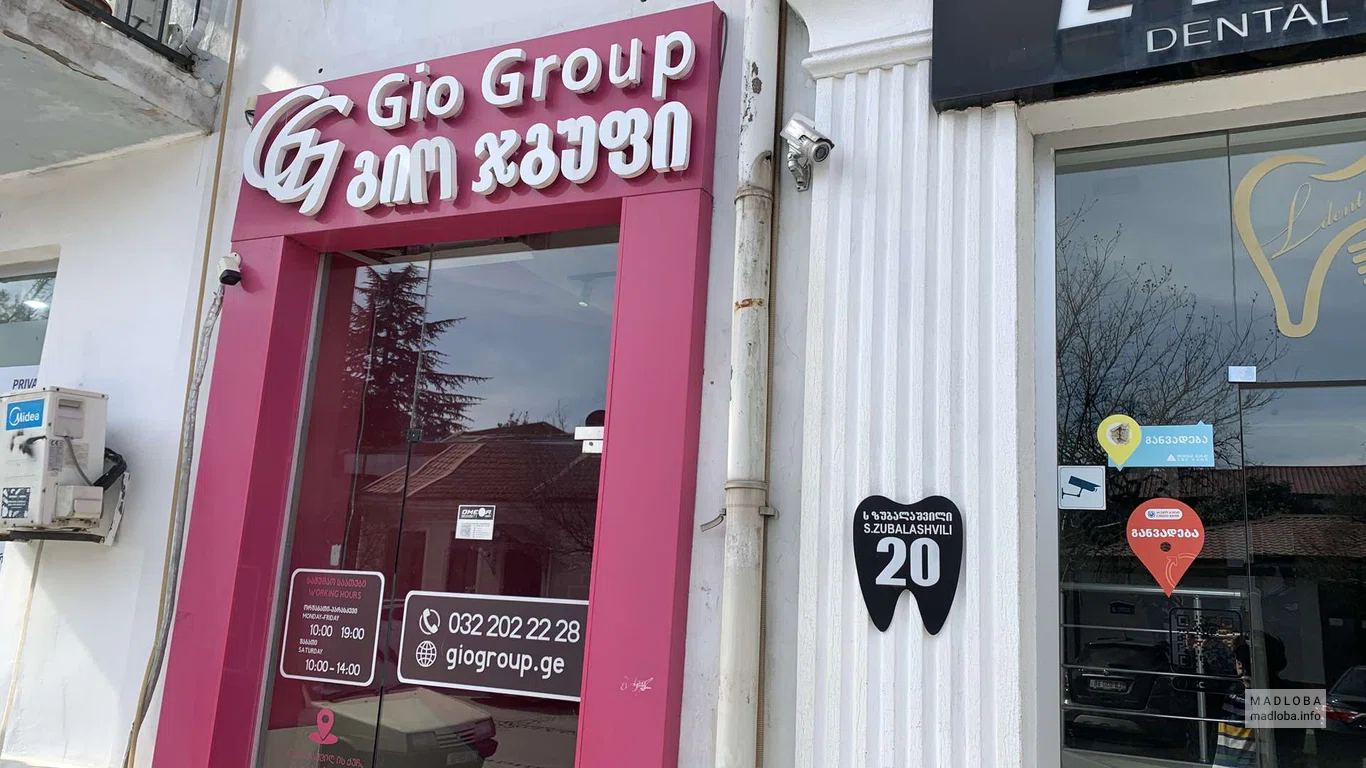 Gio Group
გიო ჯგუფი
DENTAL
PRIVA
Midea
განვადება
განვადება
ს ზუბალაშვილი
S.ZUBALASHVILI
20
სამუშაო საათები
WORKING HOURS
ორშაბათი-პარასკევი
MONDAY-FRIDAY
10:00 19:00
შაბათი
SATURDAY
10:00-14:00
032 202 22 28
giogroup.ge
MADLOBA
madloba.info